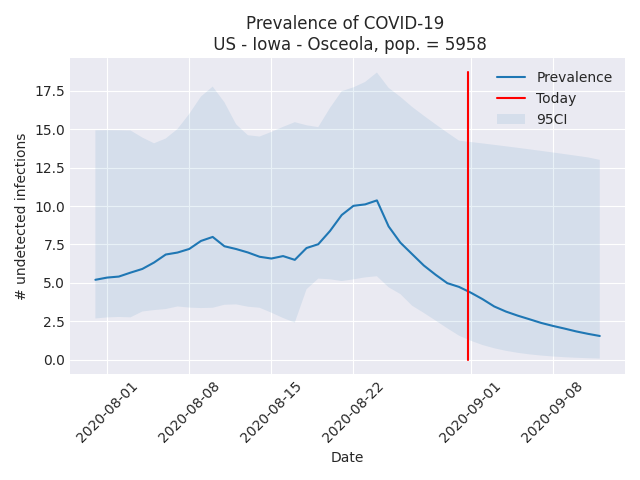 Prevalence of COVID-19
US - Iowa - Osceola, pop. = 5958
Prevalence
Today
95CI
17.5
15.0
12.5
10.0
7.5
5.0
2.5
0.0
# undetected infections
2020-08-01
2020-08-08
2020-08-15
2020-08-22
2020-09-01
2020-09-08
Date